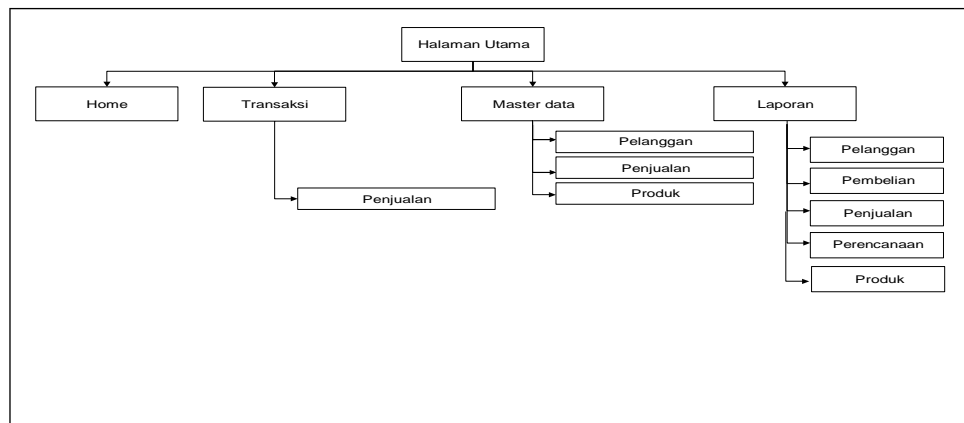 Halaman Utama
Home
Transaksi
Master data
Laporan
Penjualan
Pelanggan
Penjualan
Produk
Pelanggan
Pembelian
Penjualan
Perencanaan
Produk